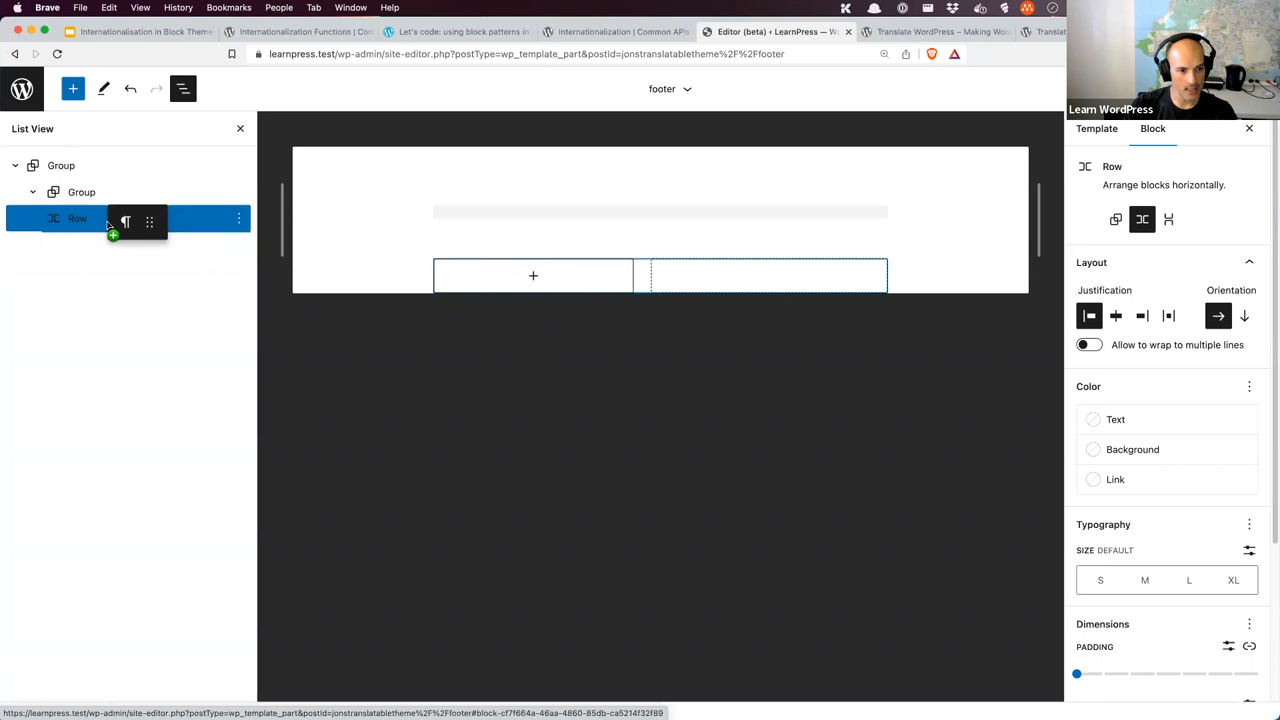 Brave File Edit View History Bookmarks People Tab Window Help
Internationalisation in Block Theme
Internationalization Functions | Con
Let's code: using block patterns in
Internationalization | Common APIs
Editor (beta) ‹ LearnPress — W
Translate WordPress – Making Wor
Translat
learnpress.test/wp-admin/site-editor.php?postType=wp_template_part&postId=jonstranslatabletheme%2F%2Ffooter
Learn WordPress
footer
List View
Group
Group
Row
Template
Block
Row
Arrange blocks horizontally.
Layout
Justification
Orientation
Allow to wrap to multiple lines
Color
Text
Background
Link
Typography
SIZE DEFAULT
S M L XL
Dimensions
PADDING
https://learnpress.test/wp-admin/site-editor.php?postType=wp_template_part&postId=jonstranslatabletheme%2F%2Ffooter#block-cf7f664a-46aa-4860-85db-ca5214f32f89